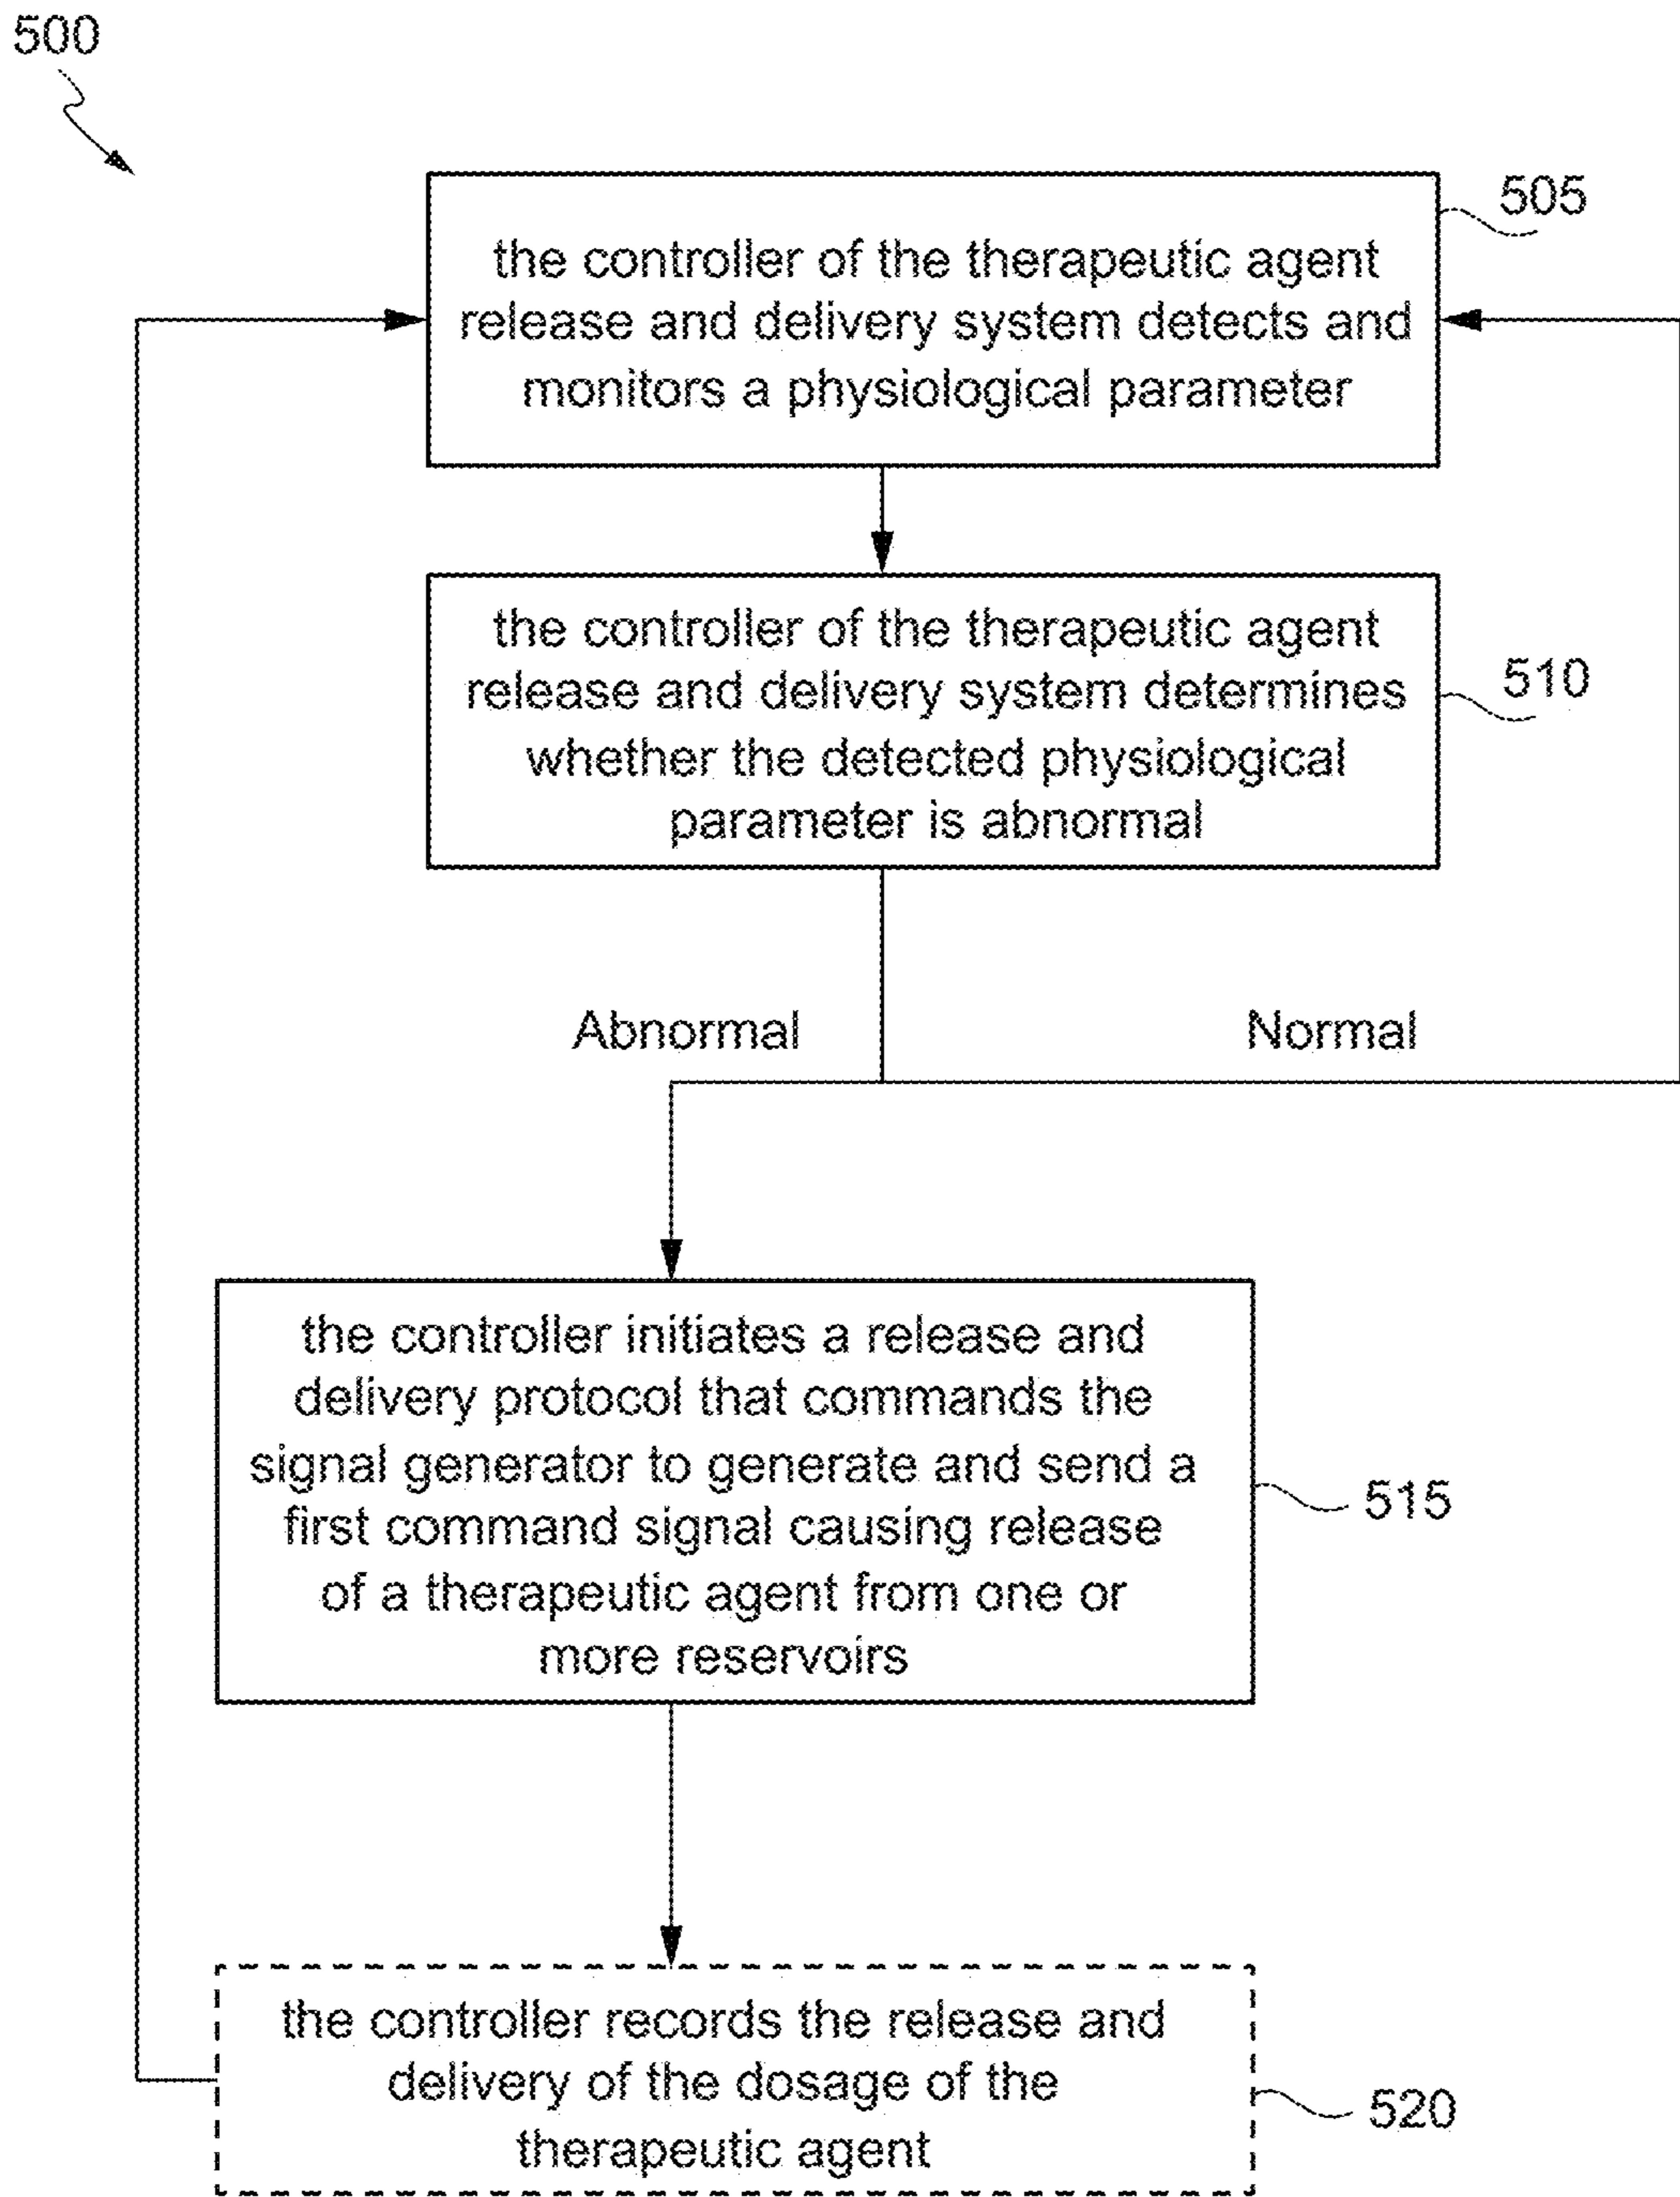 500
505
the controller of the therapeutic agent
release and delivery system detects and
monitors a physiological parameter
the controller of the therapeutic agent
release and delivery system determines
whether the detected physiological
parameter is abnormal
510
Abnormal
Normal
the controller initiates a release and
delivery protocol that commands the
signal generator to generate and send a
first command signal causing release
of a therapeutic agent from one or
more reservoirs
515
the controller records the release and
delivery of the dosage of the
therapeutic agent
520